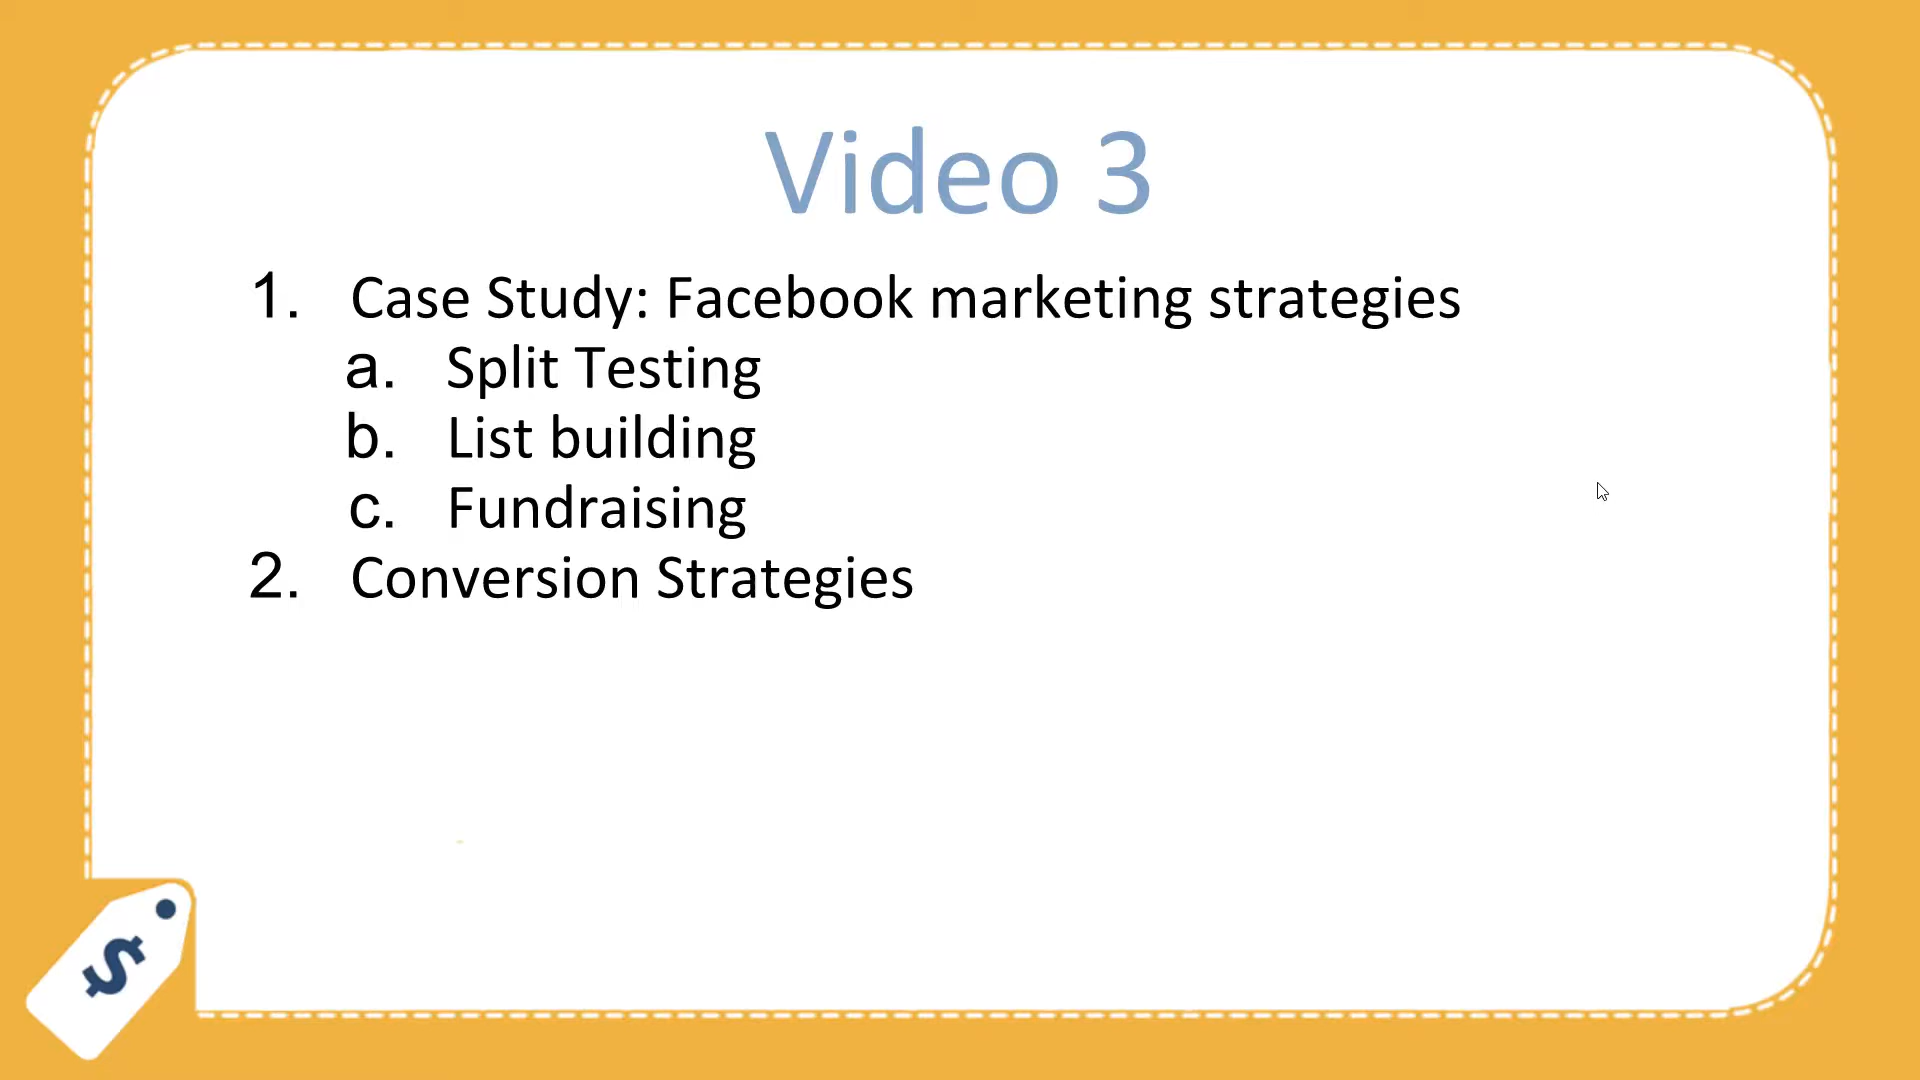 Video 3
1. Case Study: Facebook marketing strategies
a. Split Testing
b. List building
c. Fundraising
2. Conversion Strategies
$